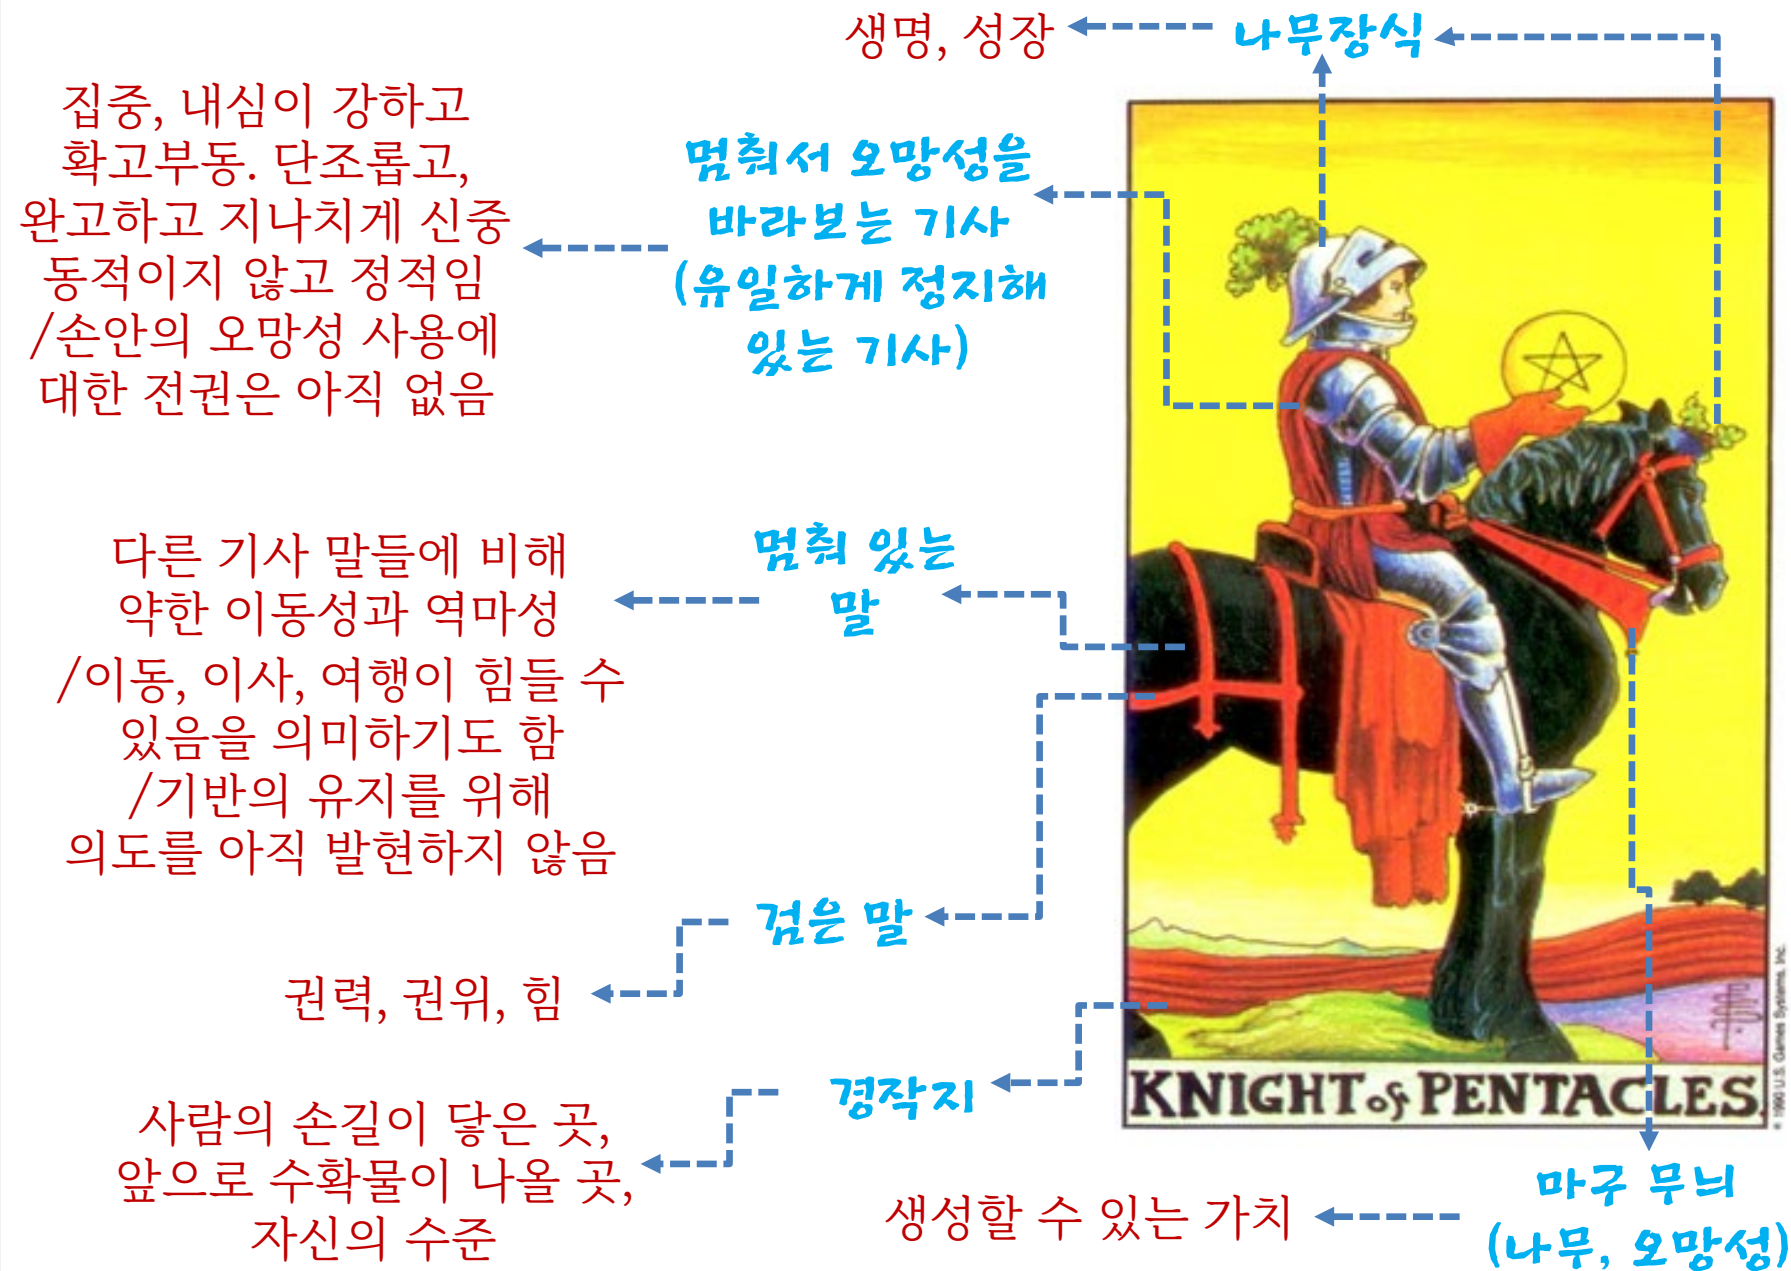 생명, 성장
나무장식
집중, 내심이 강하고
확고부동. 단조롭고,
완고하고 지나치게 신중
동적이지 않고 정적임
/손안의 오망성 사용에
대한 전권은 아직 없음
멈춰서 오망성을
바라보는 기사
(유일하게 정지해
있는 기사)
다른 기사 말들에 비해
약한 이동성과 역마성
/이동, 이사, 여행이 힘들 수
있음을 의미하기도 함
/기반의 유지를 위해
의도를 아직 발현하지 않음
멈춰 있는
말
검은 말
권력, 권위, 힘
경작지
사람의 손길이 닿은 곳,
앞으로 수확물이 나올 곳,
자신의 수준
KNIGHT of PENTACLES.
© 1990 U.S. Games Systems, Inc.
마구 무늬
(나무, 오망성)
생성할 수 있는 가치